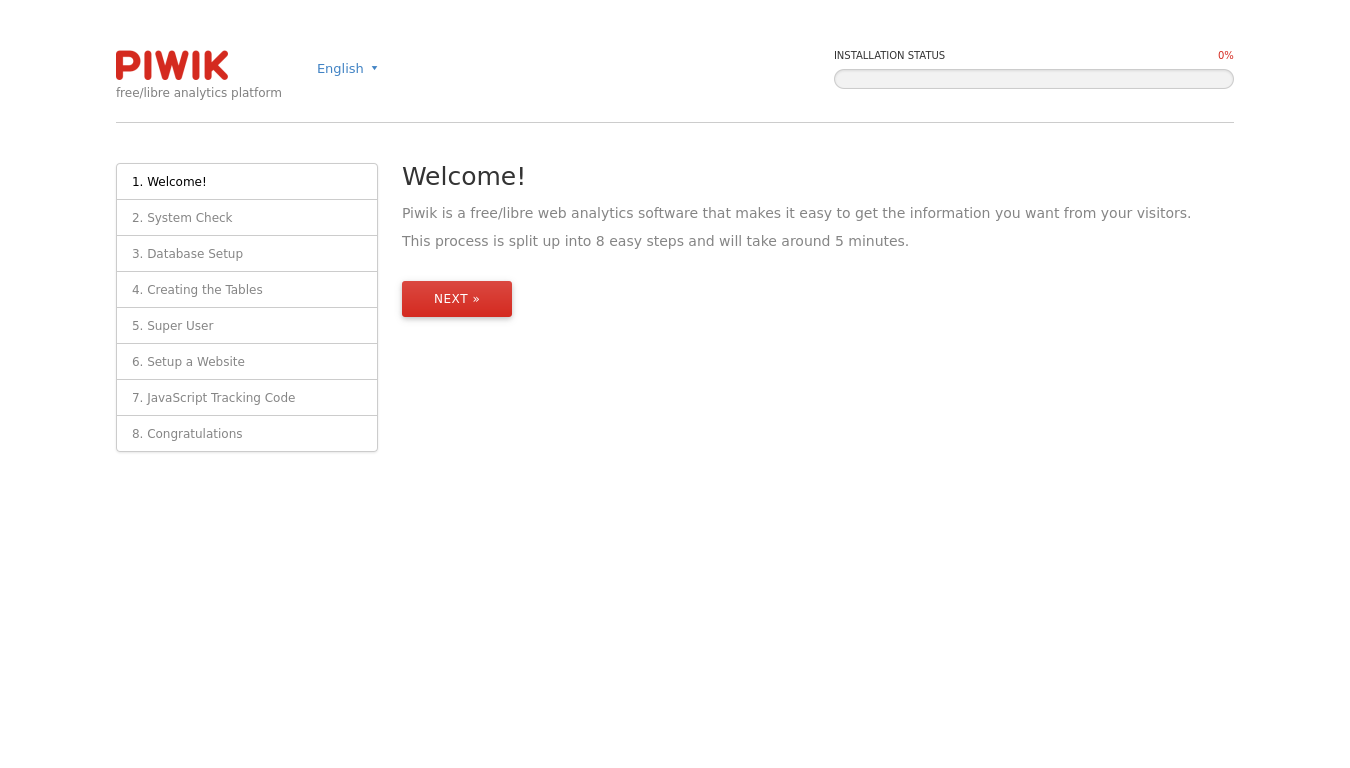 PIWIK
free/libre analytics platform
English
INSTALLATION STATUS 0%
1. Welcome!
2. System Check
3. Database Setup
4. Creating the Tables
5. Super User
6. Setup a Website
7. JavaScript Tracking Code
8. Congratulations
Welcome!
Piwik is a free/libre web analytics software that makes it easy to get the information you want from your visitors.
This process is split up into 8 easy steps and will take around 5 minutes.
NEXT »